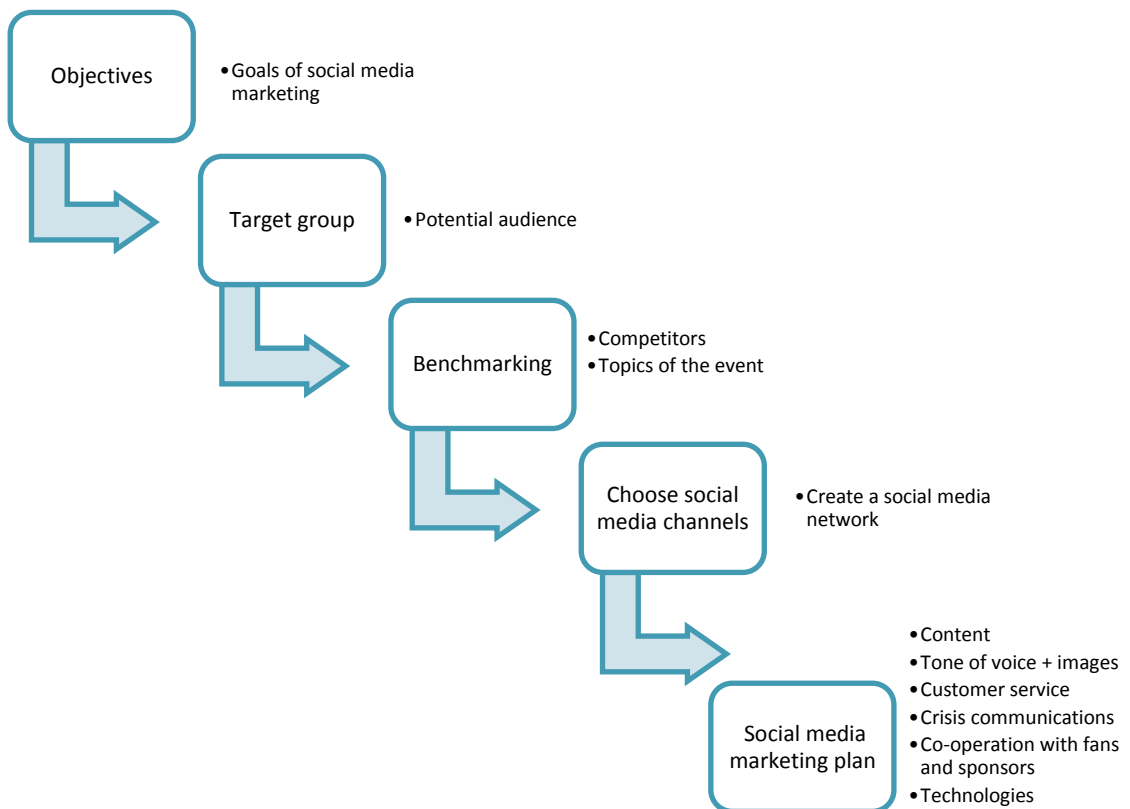 Objectives
•Goals of social media
marketing
Target group
•Potential audience
Benchmarking
•Competitors
•Topics of the event
Choose social
media channels
•Create a social media
network
Social media
marketing plan
•Content
•Tone of voice + images
•Customer service
•Crisis communications
•Co-operation with fans
and sponsors
•Technologies